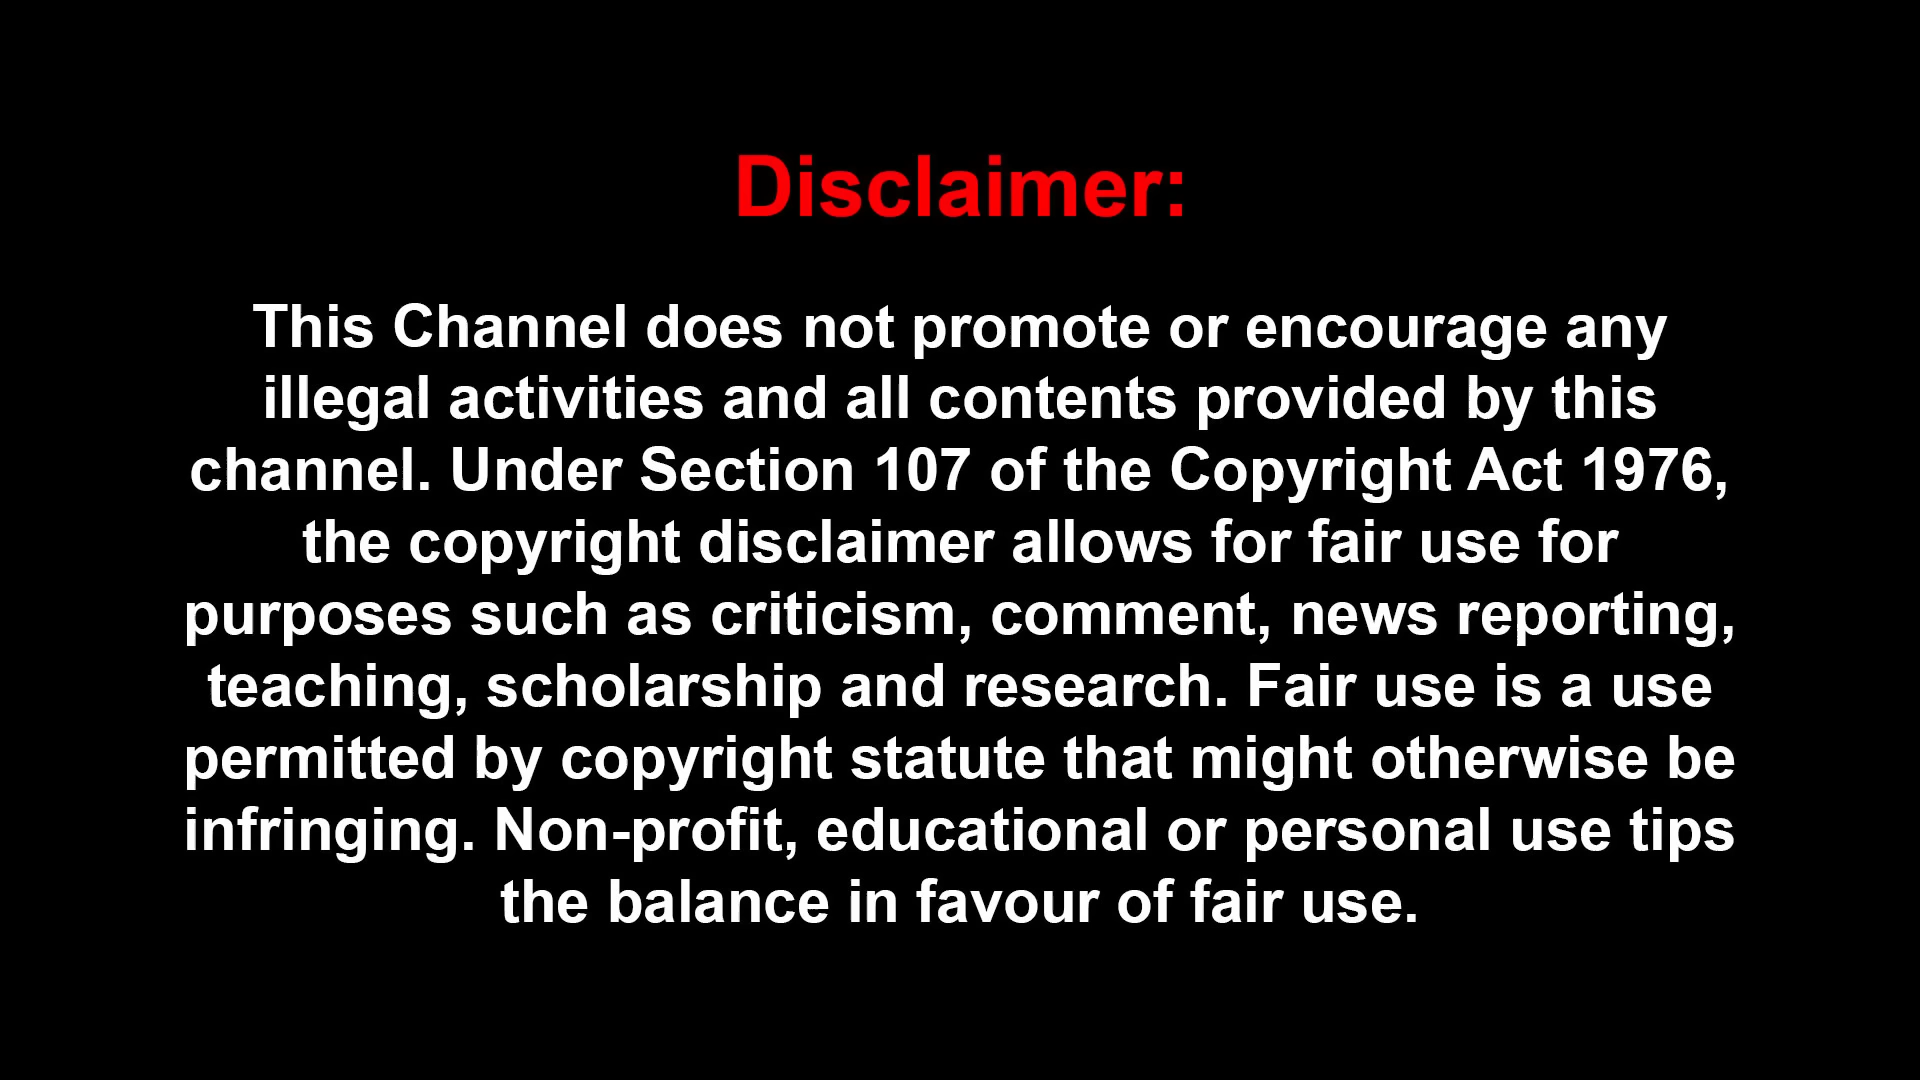 Disclaimer:
This Channel does not promote or encourage any
illegal activities and all contents provided by this
channel. Under Section 107 of the Copyright Act 1976,
the copyright disclaimer allows for fair use for
purposes such as criticism, comment, news reporting,
teaching, scholarship and research. Fair use is a use
permitted by copyright statute that might otherwise be
infringing. Non-profit, educational or personal use tips
the balance in favour of fair use.